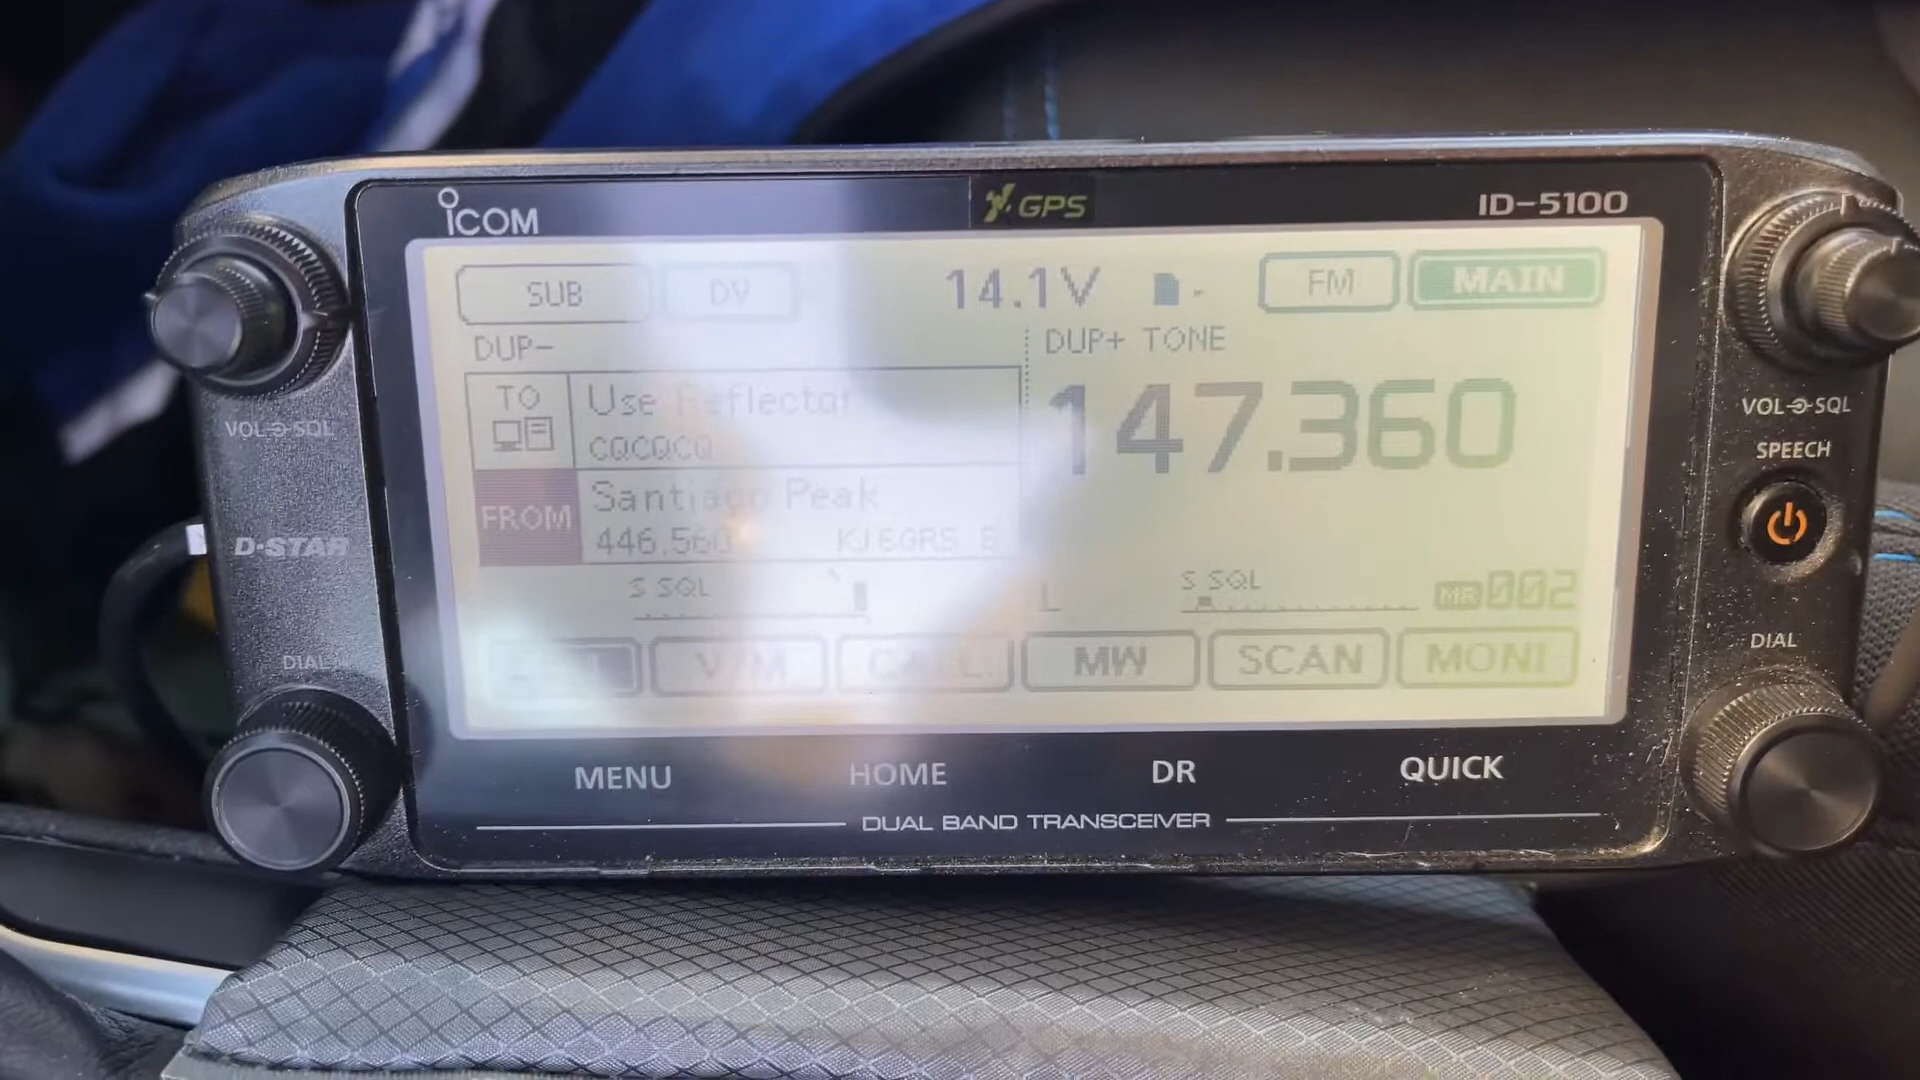 ICOM
GPS
ID-5100
SUB DV 14.1V FM MAIN
DUP- DUP+ TONE
TO Use Reflector
CQCQCQ
147.360
FROM Santiago Peak
446.560 KJ6GRS B
S SQL L S SQL MR 002
V/M CALL MW SCAN MONI
VOL SQL
D-STAR
DIAL
VOL SQL
SPEECH
DIAL
MENU HOME DR QUICK
DUAL BAND TRANSCEIVER